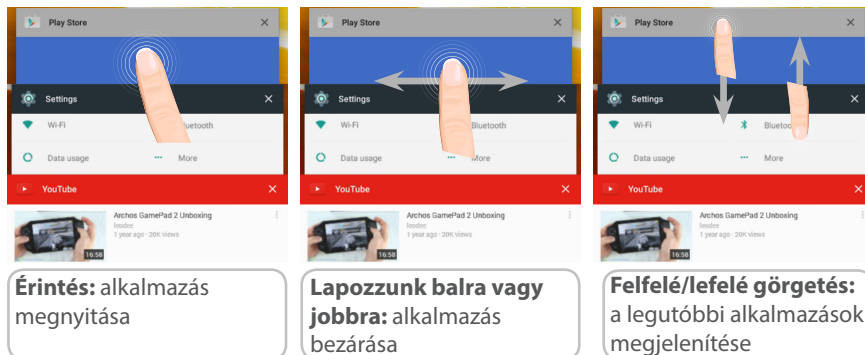 Play Store
Settings
Wi-Fi
uetooth
Data usage
More
YouTube
Archos GamePad 2 Unboxing
1 year ago · 20K views
16:58
Érintés: alkalmazás
megnyitása
Play Store
Settings
Wi-Fi
Bluetooth
Data usage
More
YouTube
Archos GamePad 2 Unboxing
1 year ago · 20K views
16:58
Lapozzunk balra vagy
jobbra: alkalmazás
bezárása
Play Store
Settings
Wi-Fi
Bluetoo
Data usage
More
YouTube
Archos GamePad 2 Unboxing
1 year ago · 20K views
16:58
Felfelé/lefelé görgetés:
a legutóbbi alkalmazások
megjelenítése